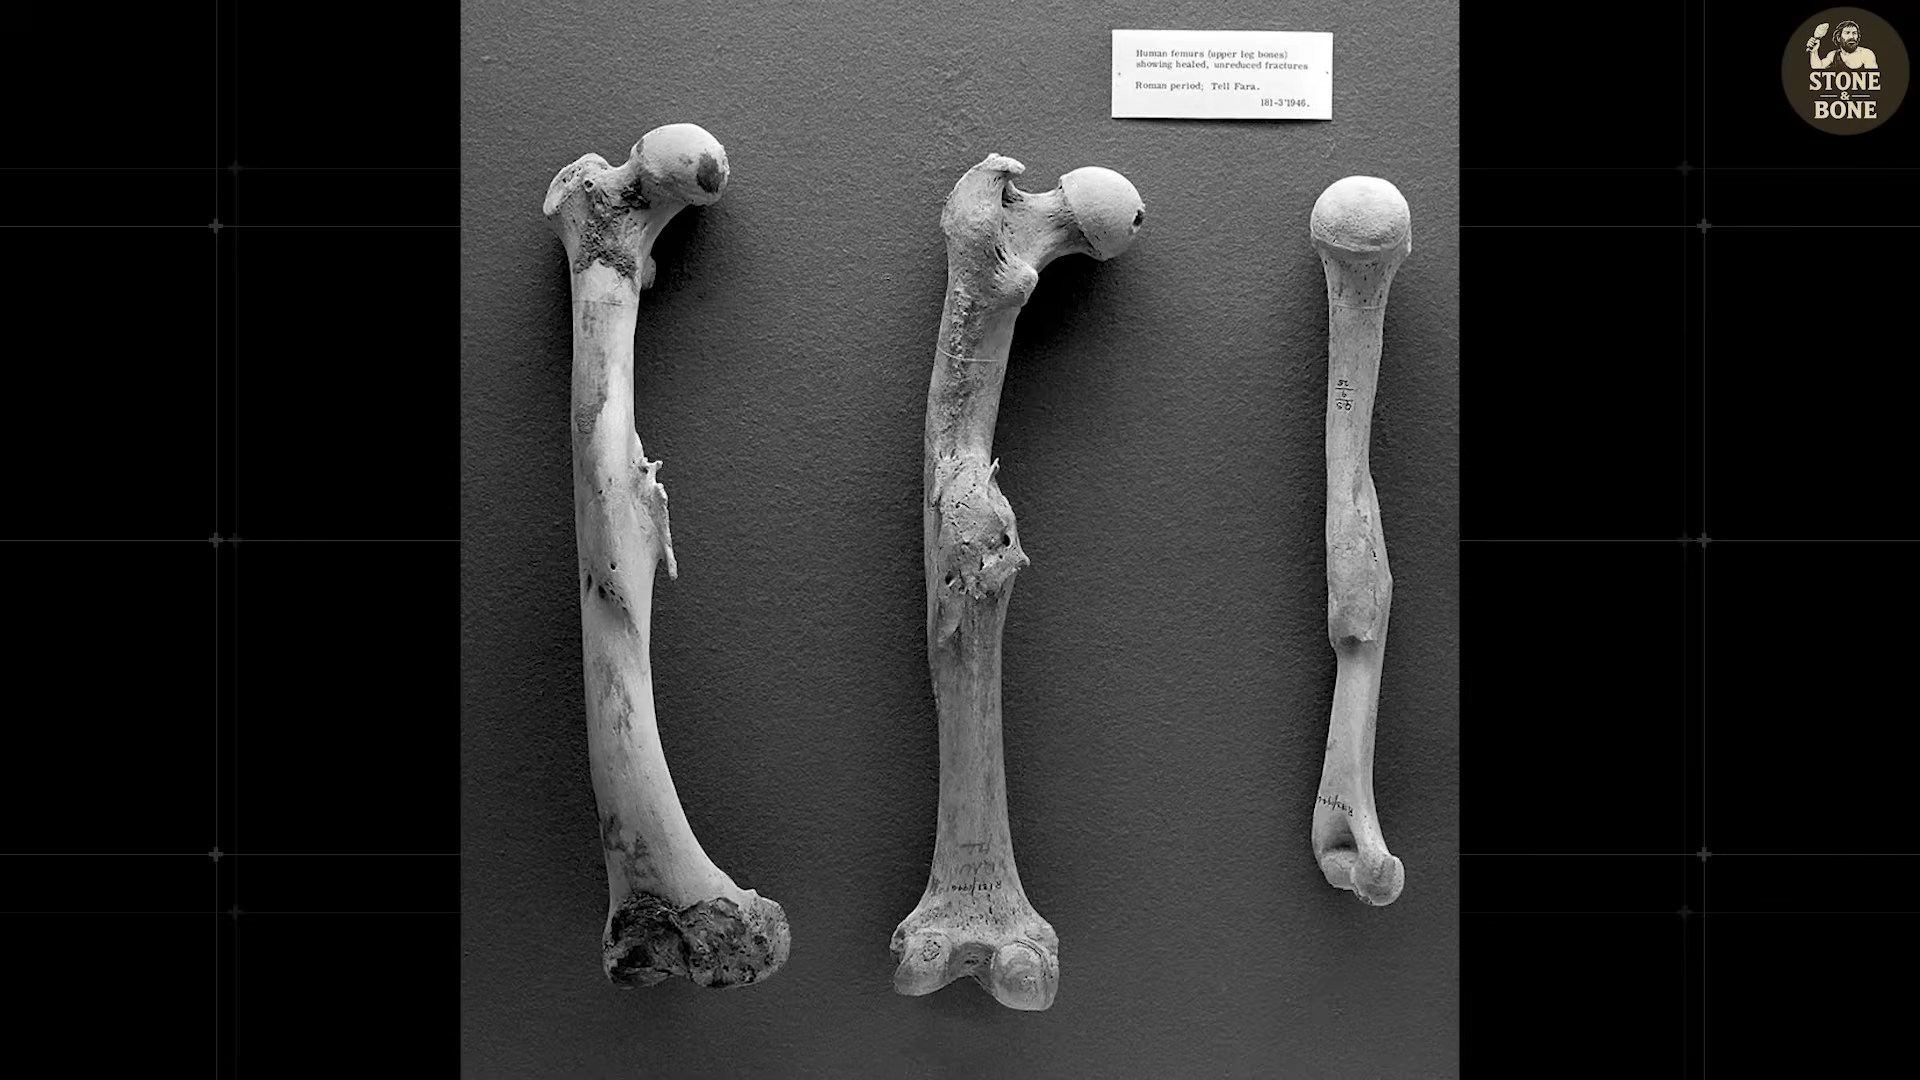 Human femurs (upper leg bones)
showing healed, unreduced fractures
Roman period; Tell Fara.
181-3'1946.
STONE
&
BONE